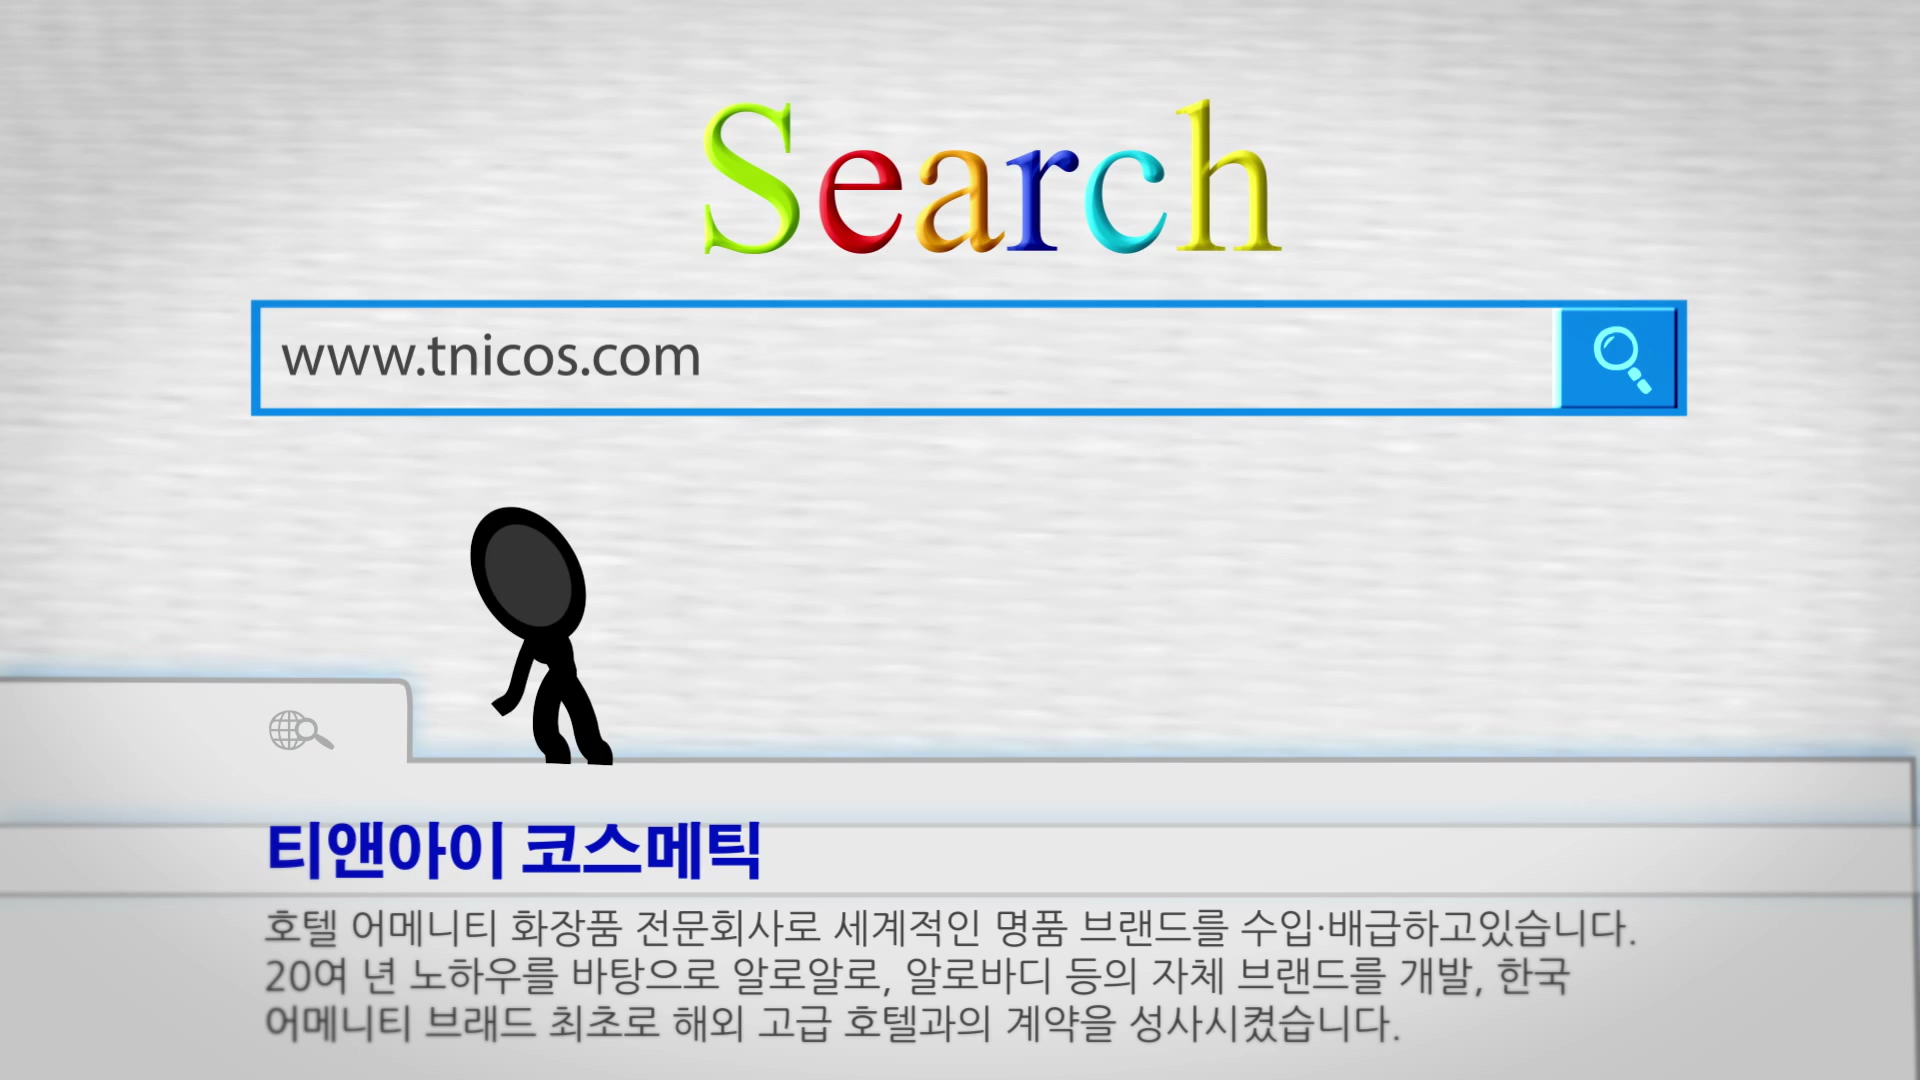 Search
www.tnicos.com
티앤아이 코스메틱
호텔 어메니티 화장품 전문회사로 세계적인 명품 브랜드를 수입·배급하고있습니다.
20여 년 노하우를 바탕으로 알로알로, 알로바디 등의 자체 브랜드를 개발, 한국
어메니티 브래드 최초로 해외 고급 호텔과의 계약을 성사시켰습니다.